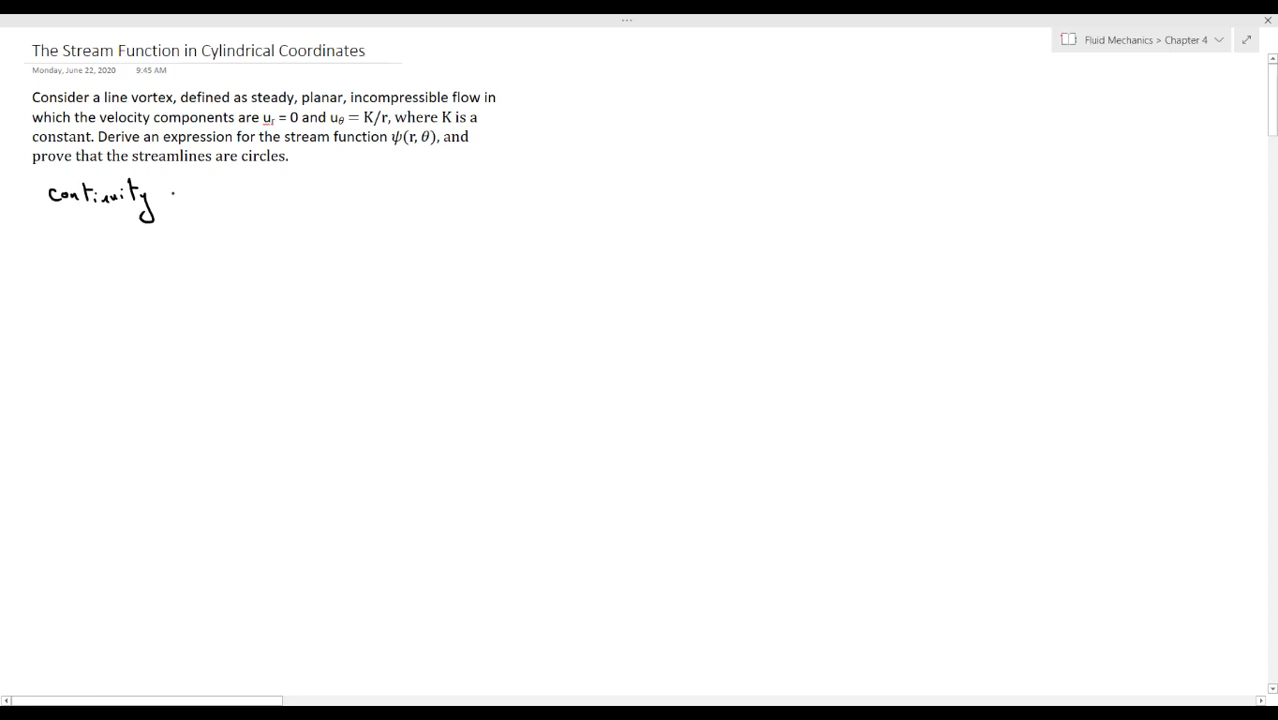 Fluid Mechanics > Chapter 4
The Stream Function in Cylindrical Coordinates
Monday, June 22, 2020 9:45 AM
Consider a line vortex, defined as steady, planar, incompressible flow in
which the velocity components are uᵣ = 0 and u_θ = K/r, where K is a
constant. Derive an expression for the stream function ψ(r, θ), and
prove that the streamlines are circles.
continuity